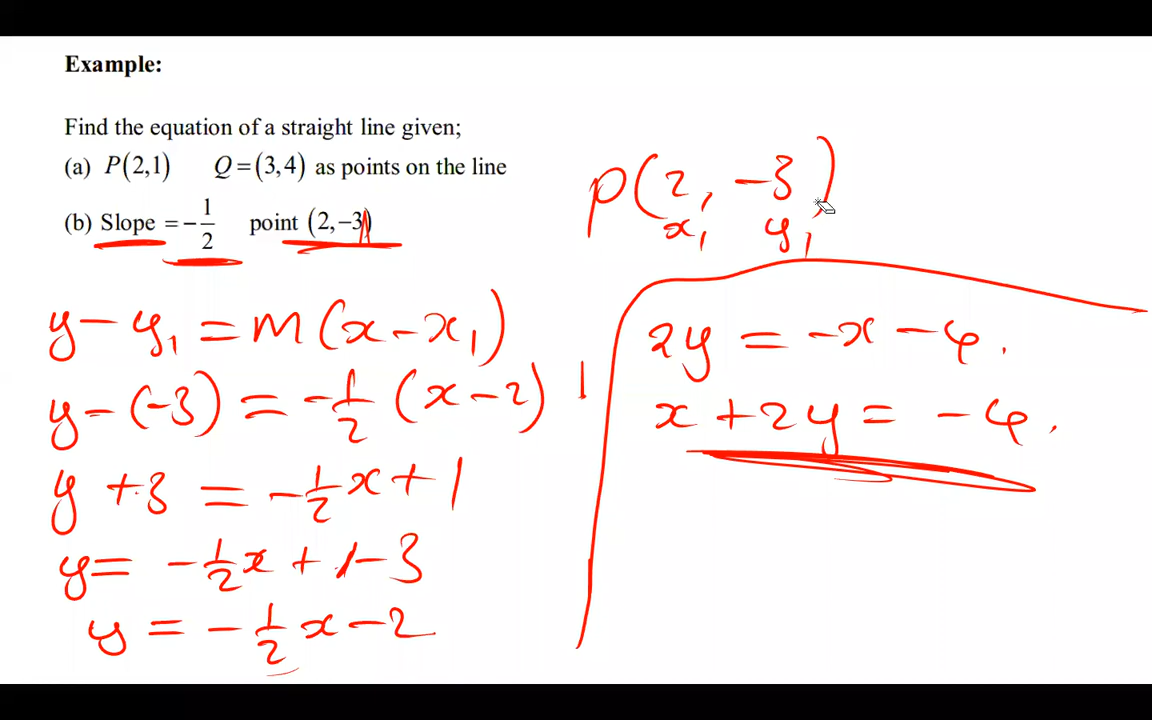 Example:
Find the equation of a straight line given;
(a) P(2,1) Q=(3,4) as points on the line
(b) Slope = -1/2 point (2,-3)
P(2, -3)
x₁ y₁
y - y₁ = m(x - x₁)
y - (-3) = -1/2 (x - 2)
y + 3 = -1/2 x + 1
y = -1/2 x + 1 - 3
y = -1/2 x - 2
2y = -x - 4.
x + 2y = -4.